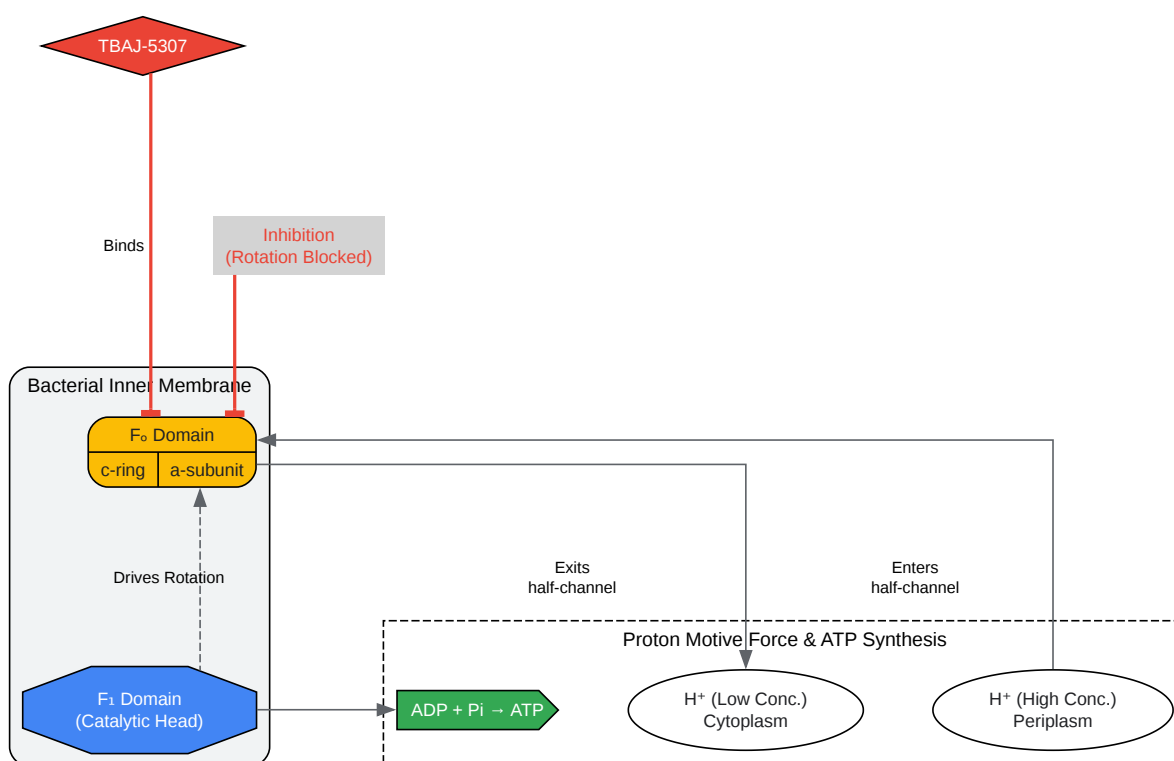 TBAJ-5307
Binds
Inhibition
(Rotation Blocked)
Bacterial Inner Membrane
Fₒ Domain
c-ring
a-subunit
Drives Rotation
Exits
half-channel
Enters
half-channel
Proton Motive Force & ATP Synthesis
F₁ Domain
(Catalytic Head)
ADP + Pi → ATP
H⁺ (Low Conc.)
Cytoplasm
H⁺ (High Conc.)
Periplasm